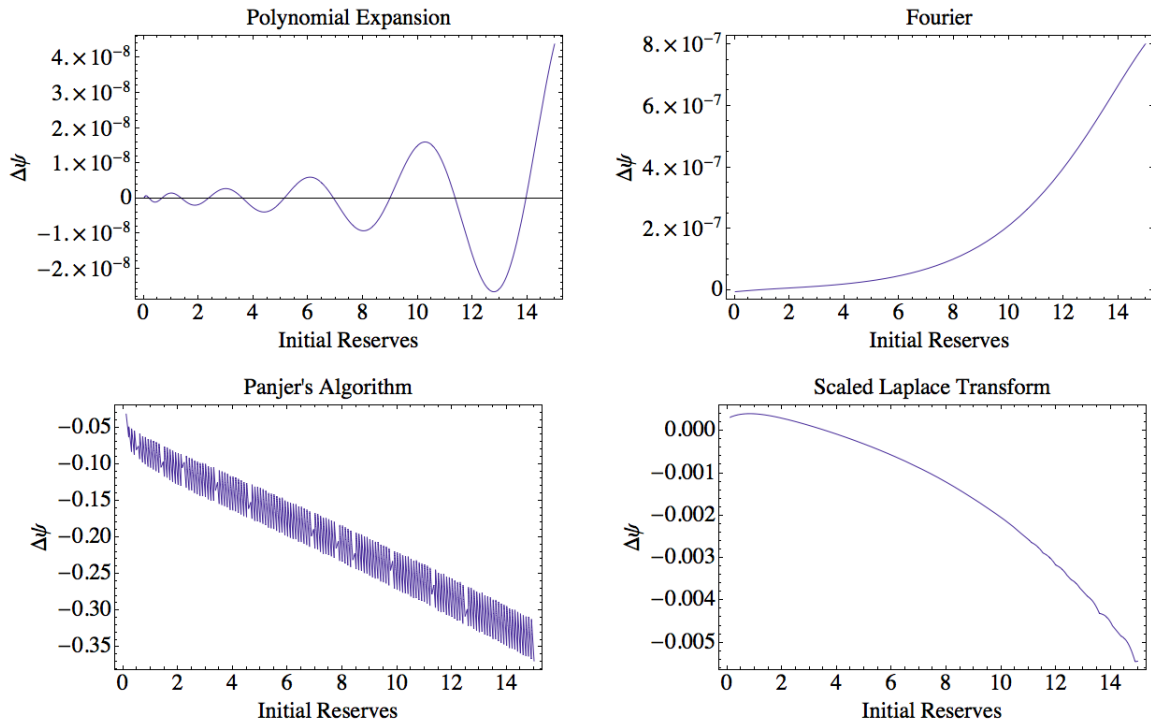 Polynomial Expansion
4.×10⁻⁸
3.×10⁻⁸
2.×10⁻⁸
1.×10⁻⁸
0
−1.×10⁻⁸
−2.×10⁻⁸
Δψ
0 2 4 6 8 10 12 14
Initial Reserves
Fourier
8.×10⁻⁷
6.×10⁻⁷
4.×10⁻⁷
2.×10⁻⁷
0
Δψ
0 2 4 6 8 10 12 14
Initial Reserves
Panjer's Algorithm
−0.05
−0.10
−0.15
−0.20
−0.25
−0.30
−0.35
Δψ
0 2 4 6 8 10 12 14
Initial Reserves
Scaled Laplace Transform
0.000
−0.001
−0.002
−0.003
−0.004
−0.005
Δψ
0 2 4 6 8 10 12 14
Initial Reserves